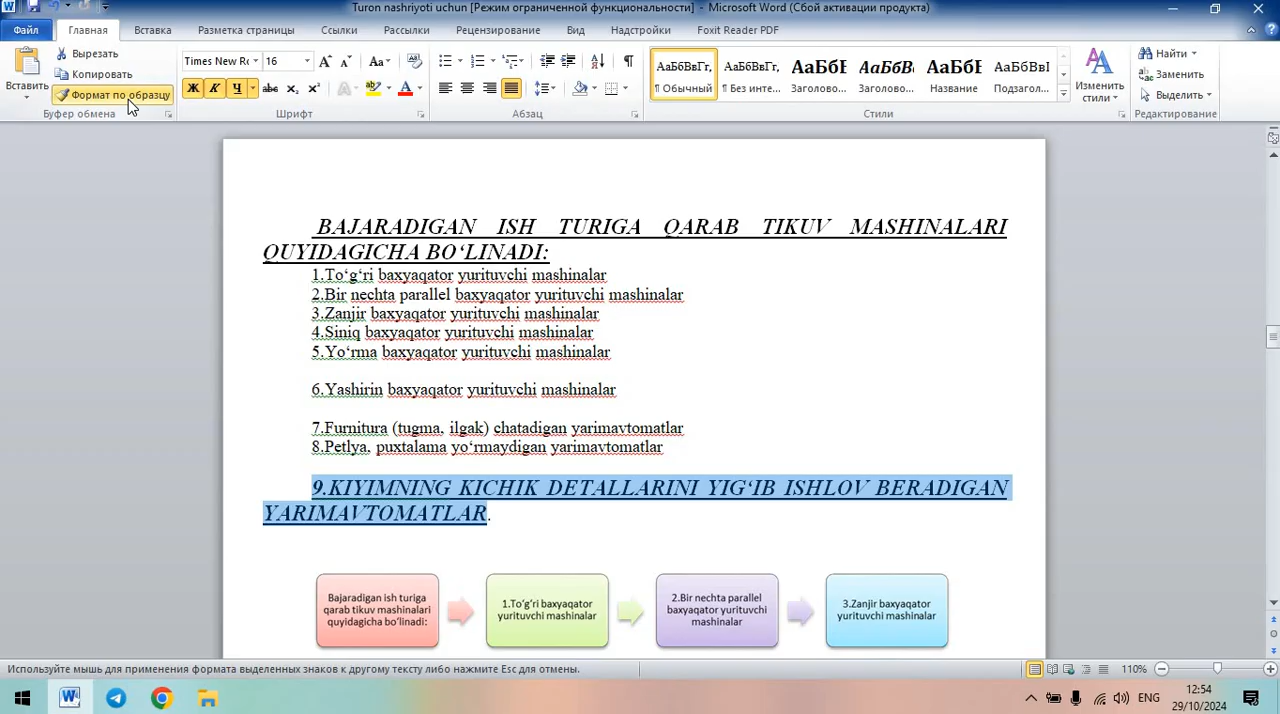 Turon nashriyoti uchun [Режим ограниченной функциональности] - Microsoft Word (Сбой активации продукта)
Файл Главная Вставка Разметка страницы Ссылки Рассылки Рецензирование Вид Надстройки Foxit Reader PDF
Вставить
Вырезать
Копировать
Формат по образцу
Буфер обмена
Times New Ro 16
Ж К Ч abc x₂ x² A ab A
Шрифт
Абзац
АаБбВвГг, АаБбВвГг, АаБбЕ АаБбВ, АаБбВ АаБбВвІ
¶ Обычный ¶ Без инте... Заголово... Заголово... Название Подзагол...
Стили
Изменить стили
Найти
Заменить
Выделить
Редактирование
BAJARADIGAN ISH TURIGA QARAB TIKUV MASHINALARI
QUYIDAGICHA BO‘LINADI:
1.To‘g‘ri baxyaqator yurituvchi mashinalar
2.Bir nechta parallel baxyaqator yurituvchi mashinalar
3.Zanjir baxyaqator yurituvchi mashinalar
4.Siniq baxyaqator yurituvchi mashinalar
5.Yo‘rma baxyaqator yurituvchi mashinalar
6.Yashirin baxyaqator yurituvchi mashinalar
7.Furnitura (tugma, ilgak) chatadigan yarimavtomatlar
8.Petlya, puxtalama yo‘rmaydigan yarimavtomatlar
9.KIYIMNING KICHIK DETALLARINI YIG‘IB ISHLOV BERADIGAN
YARIMAVTOMATLAR.
Bajaradigan ish turiga
qarab tikuv mashinalari
quyidagicha bo‘linadi:
1.To‘g‘ri baxyaqator
yurituvchi mashinalar
2.Bir nechta parallel
baxyaqator yurituvchi
mashinalar
3.Zanjir baxyaqator
yurituvchi mashinalar
Используйте мышь для применения формата выделенных знаков к другому тексту либо нажмите Esc для отмены.
110%
ENG
12:54
29/10/2024